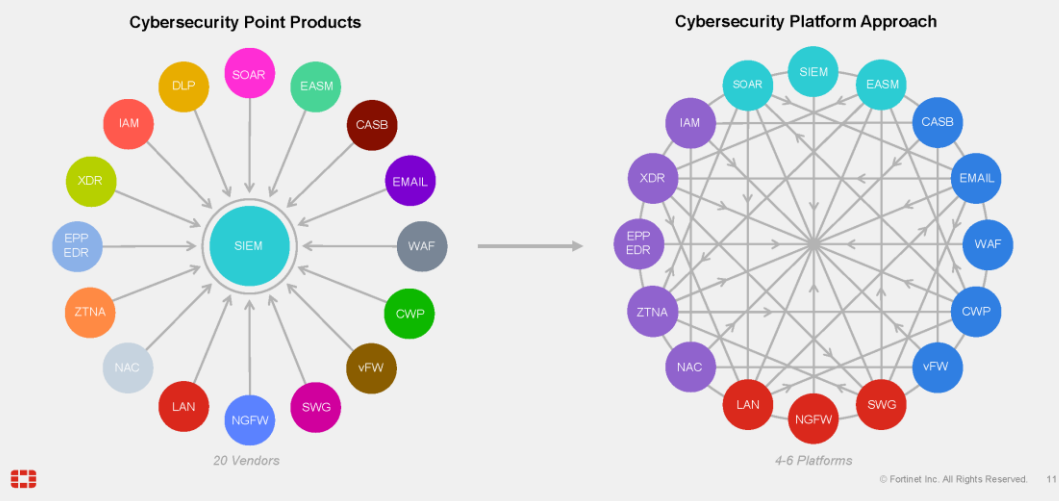 Cybersecurity Point Products
SOAR
EASM
CASB
EMAIL
WAF
CWP
vFW
SWG
NGFW
LAN
NAC
ZTNA
EPP
EDR
XDR
IAM
DLP
SIEM
20 Vendors
Cybersecurity Platform Approach
SIEM
EASM
CASB
EMAIL
WAF
CWP
vFW
SWG
NGFW
LAN
NAC
ZTNA
EPP
EDR
XDR
IAM
SOAR
4-6 Platforms
© Fortinet Inc. All Rights Reserved. 11